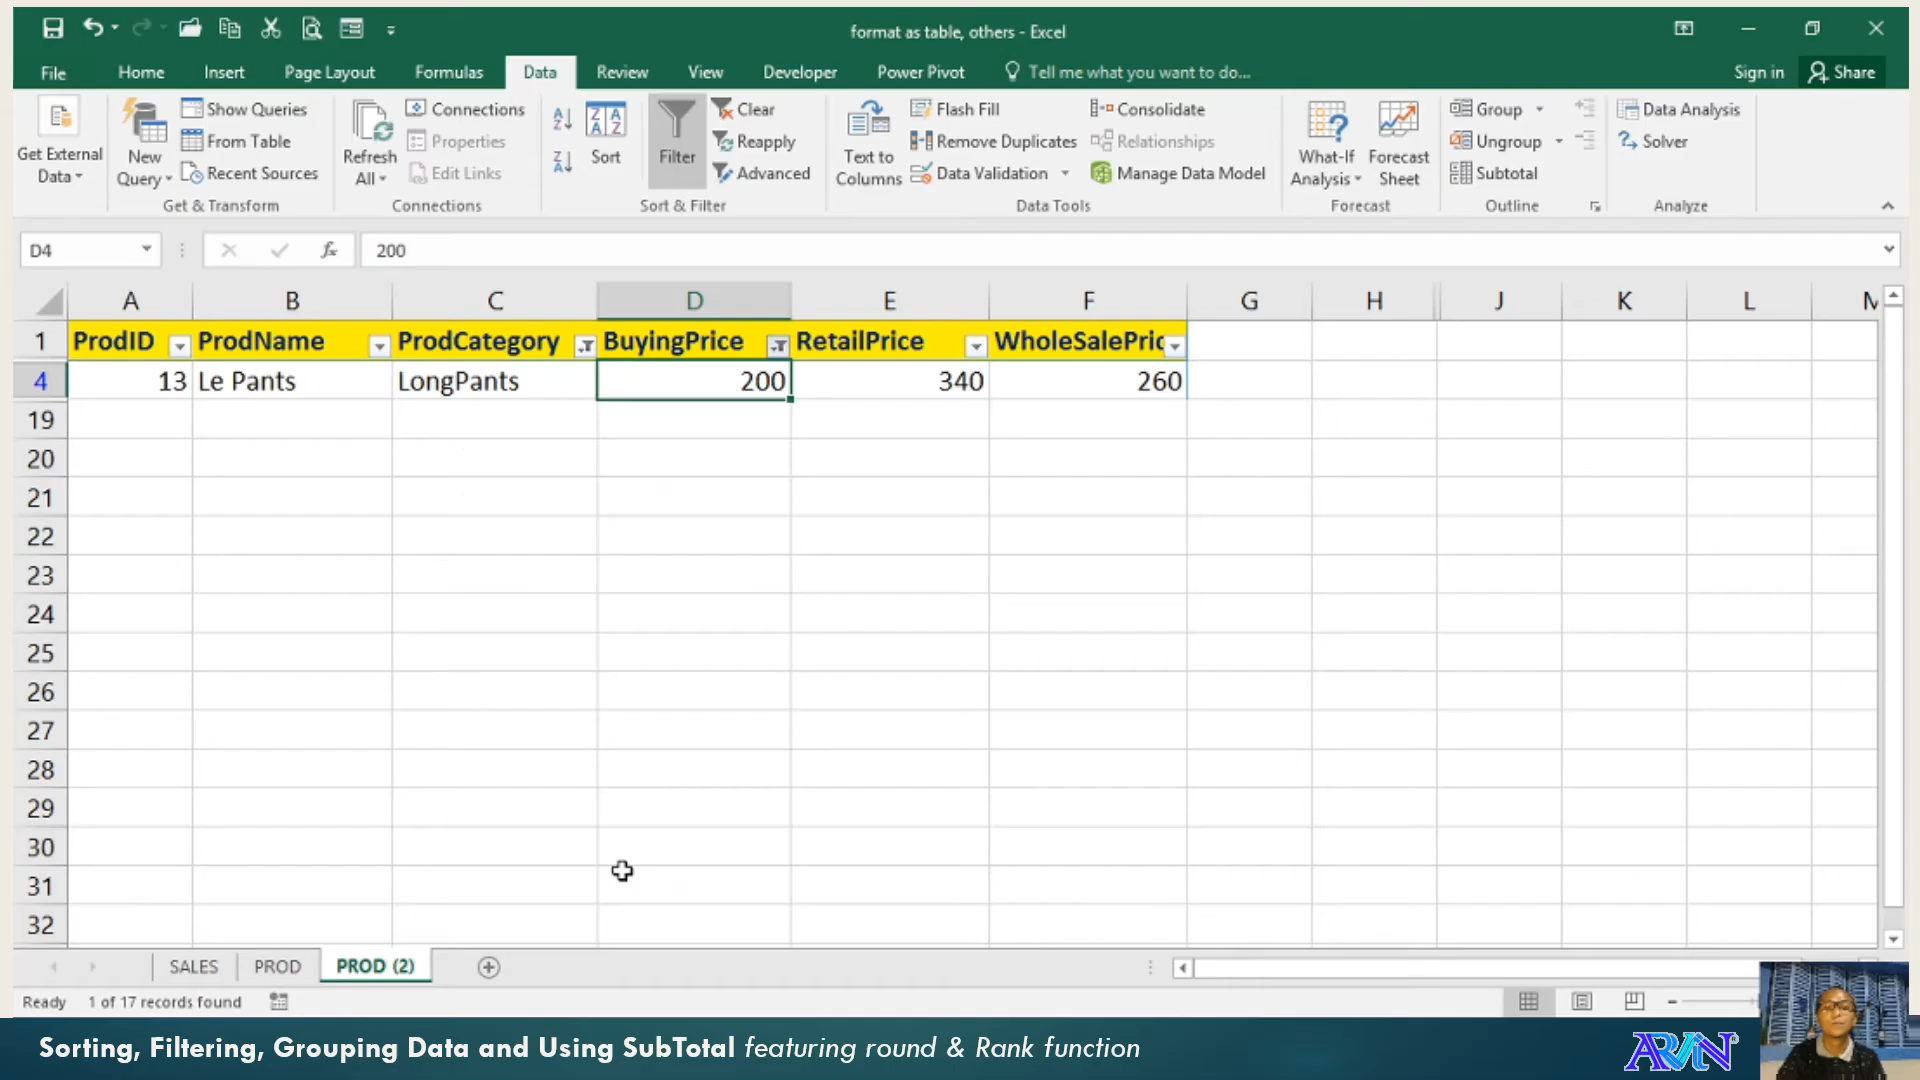 format as table, others - Excel
File Home Insert Page Layout Formulas Data Review View Developer Power Pivot Tell me what you want to do... Sign in Share
Get External Data
New Query
Show Queries
From Table
Recent Sources
Get & Transform
Refresh All
Connections
Properties
Edit Links
Connections
A Z
Z A
Z A A Z
Sort
Filter
Clear
Reapply
Advanced
Sort & Filter
Text to Columns
Flash Fill
Remove Duplicates
Data Validation
Consolidate
Relationships
Manage Data Model
Data Tools
What-If Analysis
Forecast Sheet
Forecast
Group
Ungroup
Subtotal
Outline
Data Analysis
Solver
Analyze
D4 fx 200
A B C D E F G H J K L M
1 ProdID ProdName ProdCategory BuyingPrice RetailPrice WholeSalePric
4 13 Le Pants LongPants 200 340 260
19
20
21
22
23
24
25
26
27
28
29
30
31
32
SALES PROD PROD (2)
Ready 1 of 17 records found
Sorting, Filtering, Grouping Data and Using SubTotal featuring round & Rank function
ARVIN